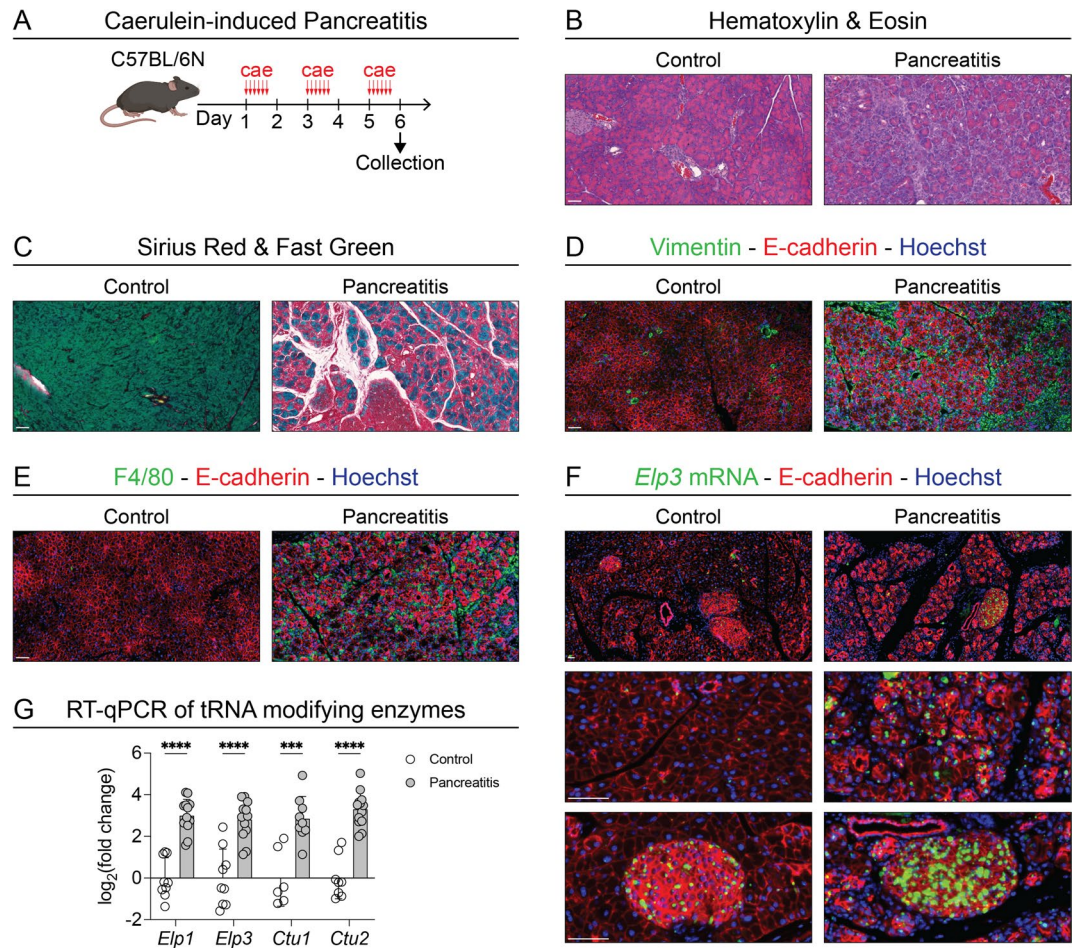 A Caerulein-induced Pancreatitis
C57BL/6N
cae cae cae
Day 1 2 3 4 5 6
Collection
B Hematoxylin & Eosin
Control Pancreatitis
C Sirius Red & Fast Green
Control Pancreatitis
D Vimentin - E-cadherin - Hoechst
Control Pancreatitis
E F4/80 - E-cadherin - Hoechst
Control Pancreatitis
F Elp3 mRNA - E-cadherin - Hoechst
Control Pancreatitis
G RT-qPCR of tRNA modifying enzymes
**** **** *** ****
Control
Pancreatitis
log2(fold change)
6
4
2
0
-2
Elp1 Elp3 Ctu1 Ctu2